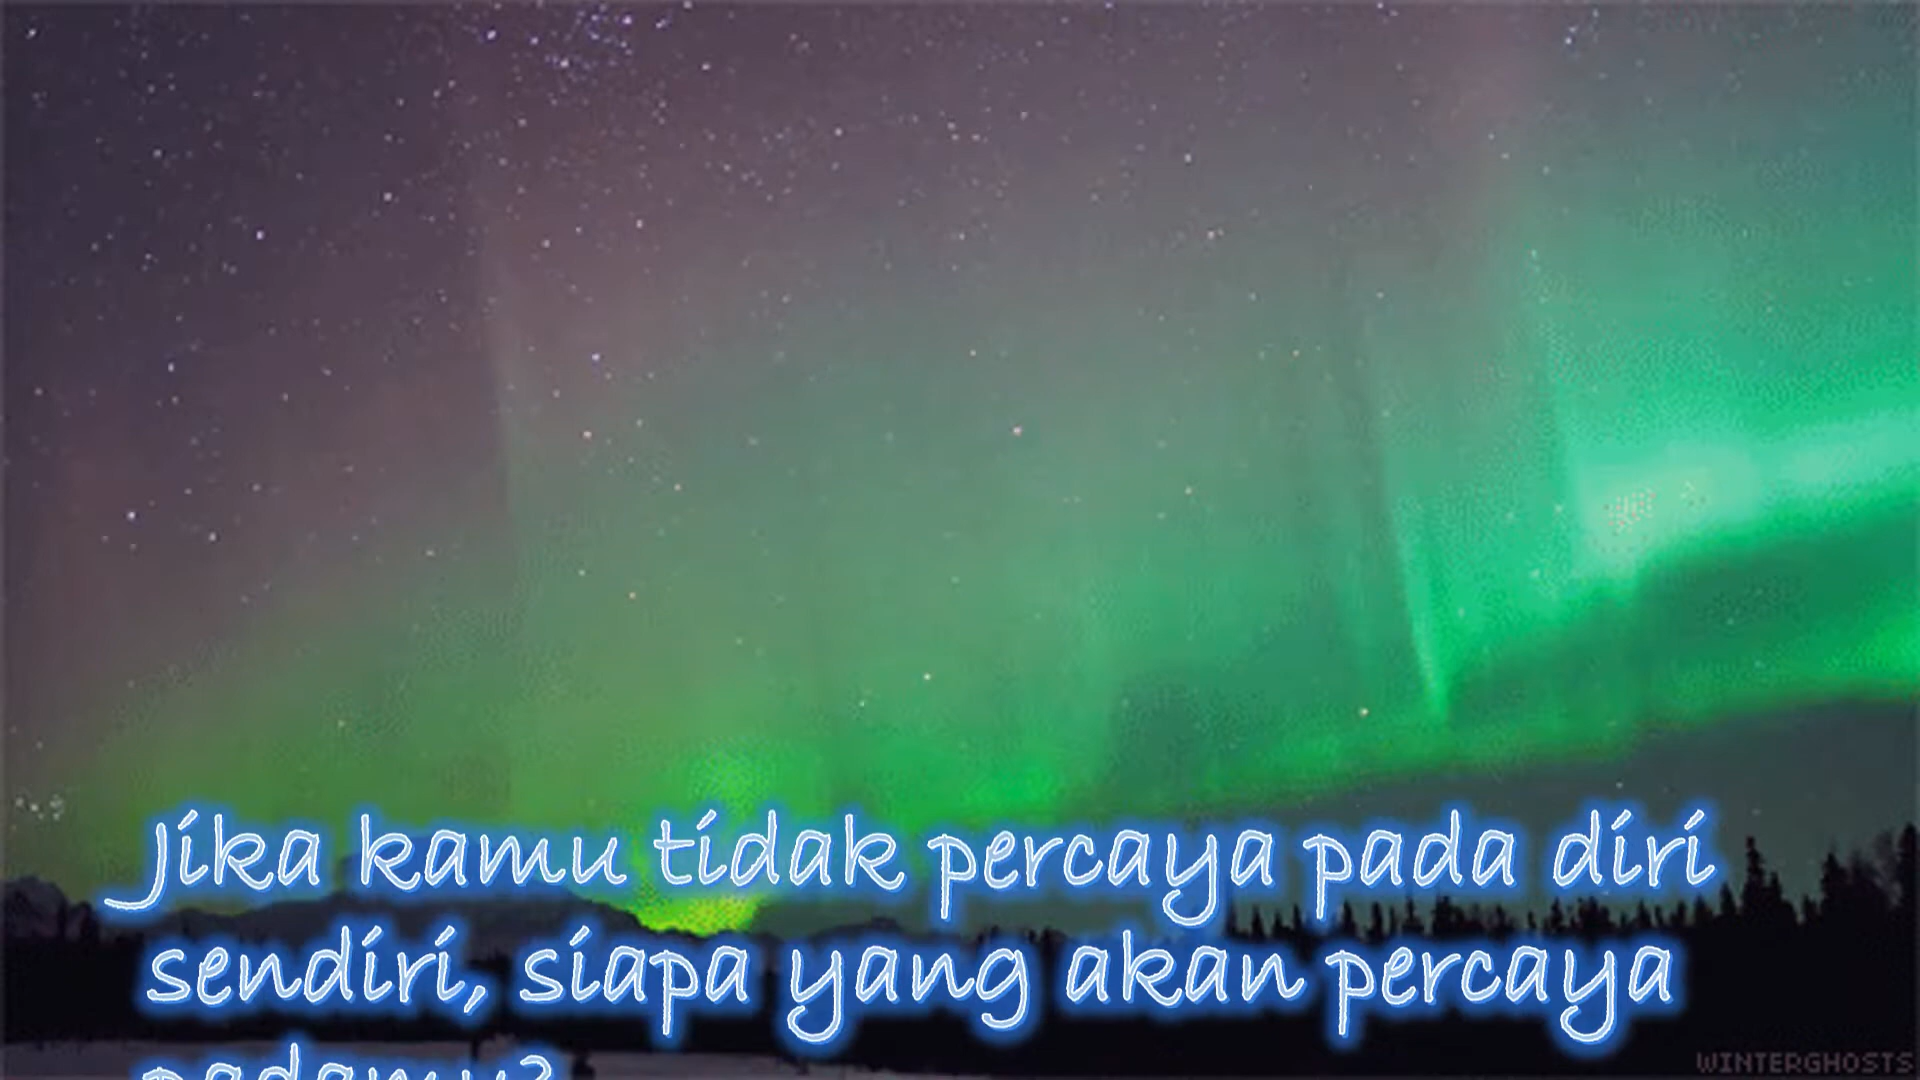 Jika kamu tidak percaya pada diri
sendiri, siapa yang akan percaya
padamu?
WINTERGHOSTS